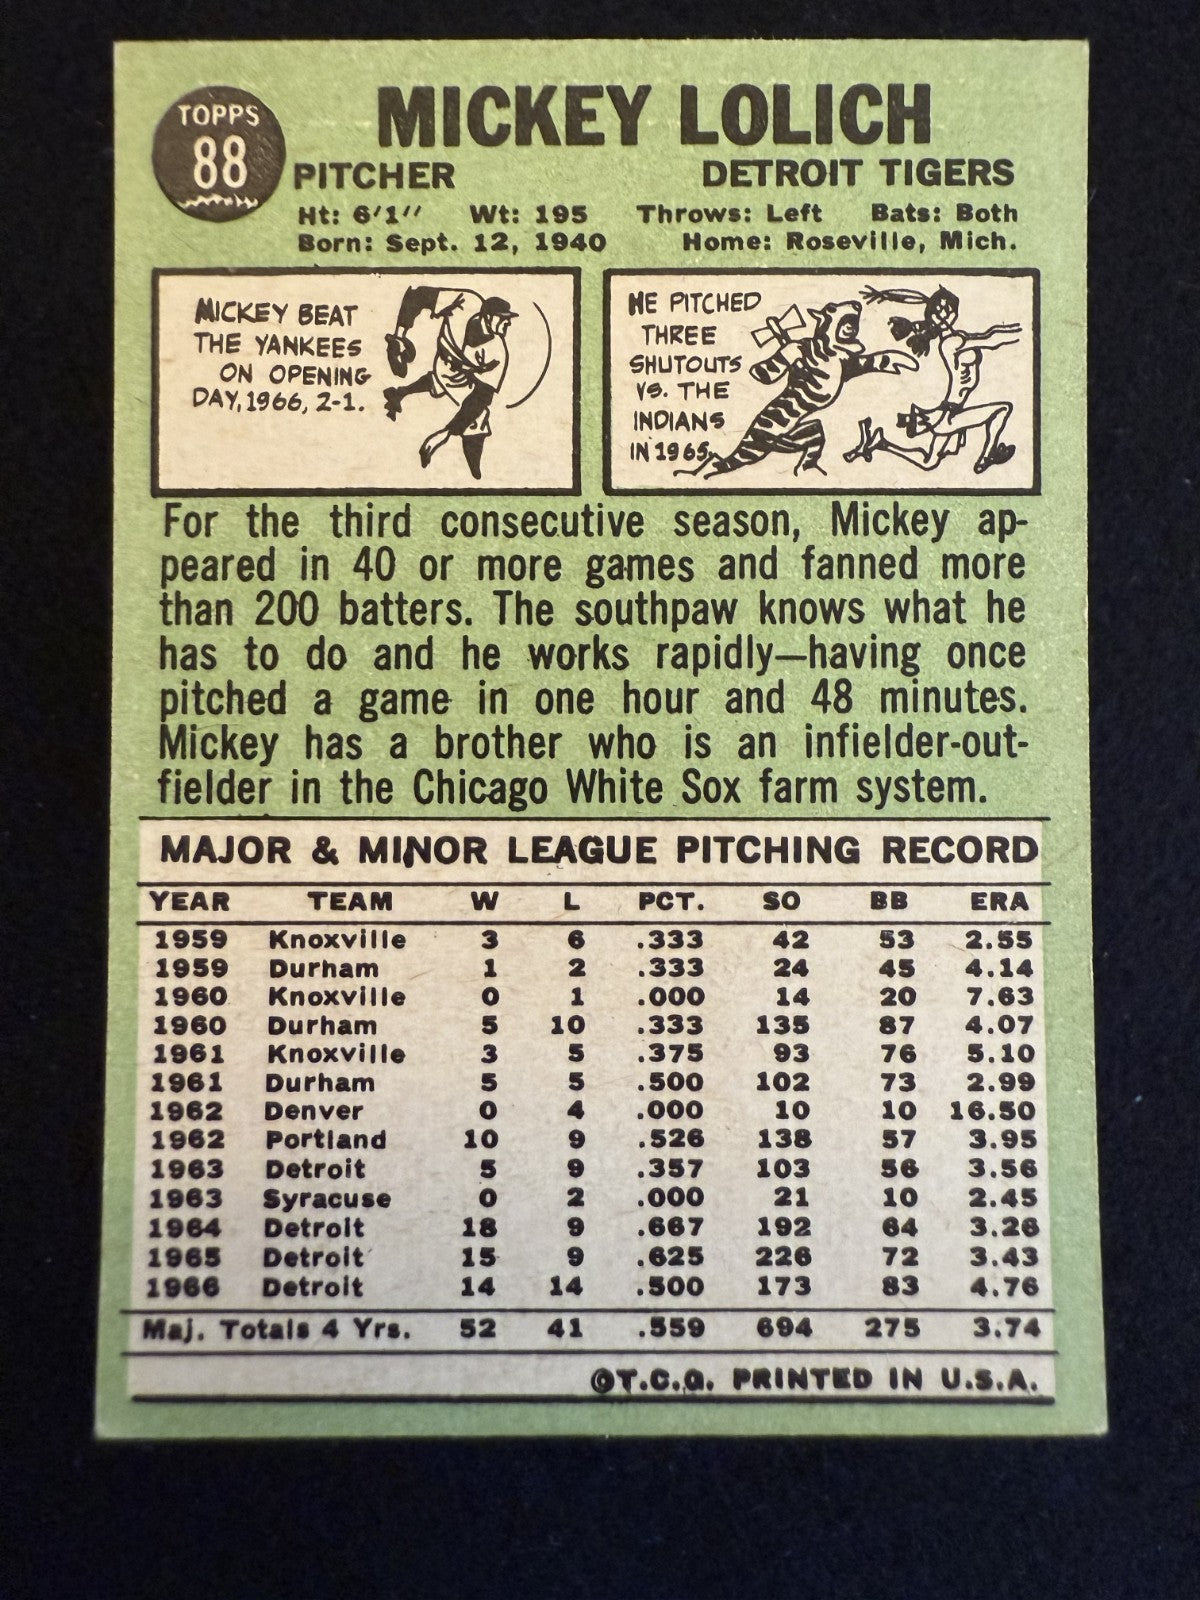 TOPPS
88
MICKEY LOLICH
PITCHER DETROIT TIGERS
Ht: 6'1" Wt: 195 Throws: Left Bats: Both
Born: Sept. 12, 1940 Home: Roseville, Mich.
MICKEY BEAT
THE YANKEES
ON OPENING
DAY, 1966, 2-1.
HE PITCHED
THREE
SHUTOUTS
VS. THE
INDIANS
IN 1965.
For the third consecutive season, Mickey ap-
peared in 40 or more games and fanned more
than 200 batters. The southpaw knows what he
has to do and he works rapidly—having once
pitched a game in one hour and 48 minutes.
Mickey has a brother who is an infielder-out-
fielder in the Chicago White Sox farm system.
MAJOR & MINOR LEAGUE PITCHING RECORD
YEAR TEAM W L PCT. SO BB ERA
1959 Knoxville 3 6 .333 42 53 2.55
1959 Durham 1 2 .333 24 45 4.14
1960 Knoxville 0 1 .000 14 20 7.63
1960 Durham 5 10 .333 135 87 4.07
1961 Knoxville 3 5 .375 93 76 5.10
1961 Durham 5 5 .500 102 73 2.99
1962 Denver 0 4 .000 10 10 16.50
1962 Portland 10 9 .526 138 57 3.95
1963 Detroit 5 9 .357 103 56 3.56
1963 Syracuse 0 2 .000 21 10 2.45
1964 Detroit 18 9 .667 192 64 3.26
1965 Detroit 15 9 .625 226 72 3.43
1966 Detroit 14 14 .500 173 83 4.76
Maj. Totals 4 Yrs. 52 41 .559 694 275 3.74
©T.C.G. PRINTED IN U.S.A.